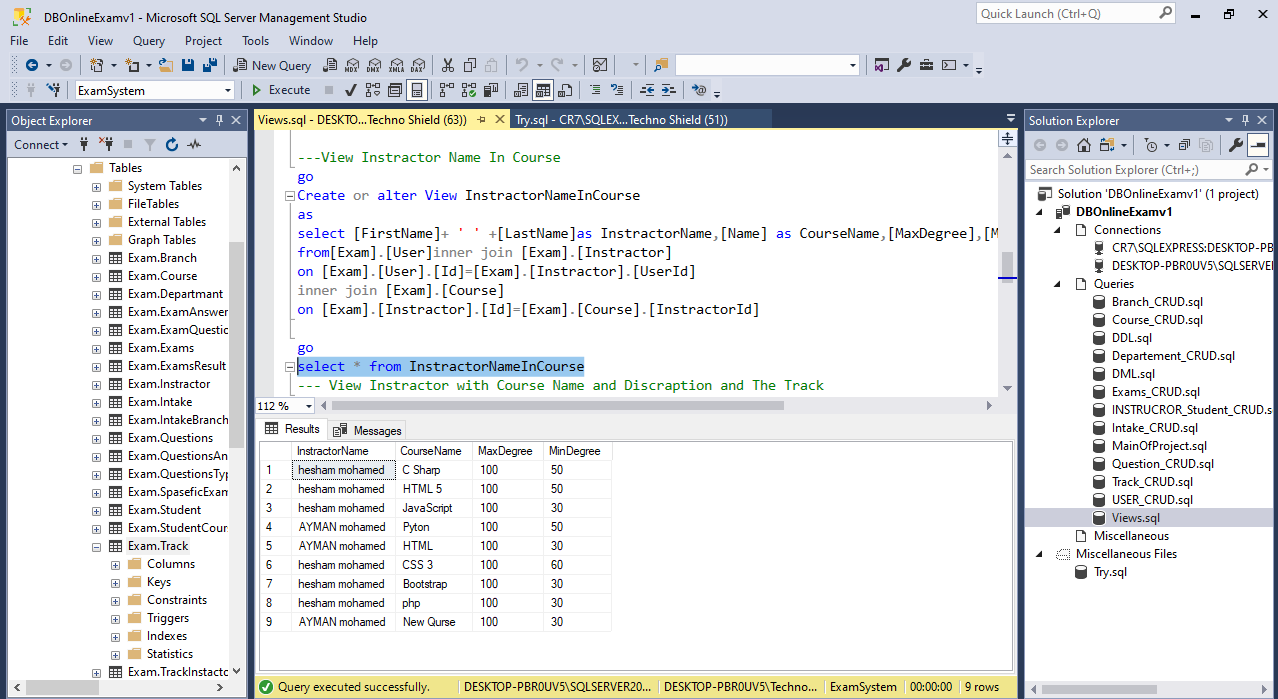 DBOnlineExamv1 - Microsoft SQL Server Management Studio
Quick Launch (Ctrl+Q)
File Edit View Query Project Tools Window Help
New Query MDX DMX XMLA DAX
ExamSystem Execute
Object Explorer
Connect
Tables
System Tables
FileTables
External Tables
Graph Tables
Exam.Branch
Exam.Course
Exam.Departmant
Exam.ExamAnswer
Exam.ExamQuestic
Exam.Exams
Exam.ExamsResult
Exam.Instructor
Exam.Intake
Exam.IntakeBranch
Exam.Questions
Exam.QuestionsAn
Exam.QuestionsTyp
Exam.SpaseficExam
Exam.Student
Exam.StudentCour
Exam.Track
Columns
Keys
Constraints
Triggers
Indexes
Statistics
Exam.TrackInstacto
Views.sql - DESKTO...Techno Shield (63)) Try.sql - CR7\SQLEX...Techno Shield (51))
---View Instractor Name In Course
go
Create or alter View InstractorNameInCourse
as
select [FirstName]+ ' ' +[LastName]as InstractorName,[Name] as CourseName,[MaxDegree],[M
from[Exam].[User]inner join [Exam].[Instractor]
on [Exam].[User].[Id]=[Exam].[Instractor].[UserId]
inner join [Exam].[Course]
on [Exam].[Instractor].[Id]=[Exam].[Course].[InstractorId]
go
select * from InstractorNameInCourse
--- View Instractor with Course Name and Discraption and The Track
112 %
Results Messages
InstractorName CourseName MaxDegree MinDegree
1 hesham mohamed C Sharp 100 50
2 hesham mohamed HTML 5 100 50
3 hesham mohamed JavaScript 100 30
4 AYMAN mohamed Pyton 100 50
5 AYMAN mohamed HTML 100 30
6 hesham mohamed CSS 3 100 60
7 hesham mohamed Bootstrap 100 30
8 hesham mohamed php 100 30
9 AYMAN mohamed New Qurse 100 30
Query executed successfully. DESKTOP-PBR0UV5\SQLSERVER20... DESKTOP-PBR0UV5\Techno... ExamSystem 00:00:00 9 rows
Solution Explorer
Search Solution Explorer (Ctrl+;)
Solution 'DBOnlineExamv1' (1 project)
DBOnlineExamv1
Connections
CR7\SQLEXPRESS:DESKTOP-PB
DESKTOP-PBR0UV5\SQLSERVER
Queries
Branch_CRUD.sql
Course_CRUD.sql
DDL.sql
Departement_CRUD.sql
DML.sql
Exams_CRUD.sql
INSTRUCROR_Student_CRUD.s
Intake_CRUD.sql
MainOfProject.sql
Question_CRUD.sql
Track_CRUD.sql
USER_CRUD.sql
Views.sql
Miscellaneous
Miscellaneous Files
Try.sql